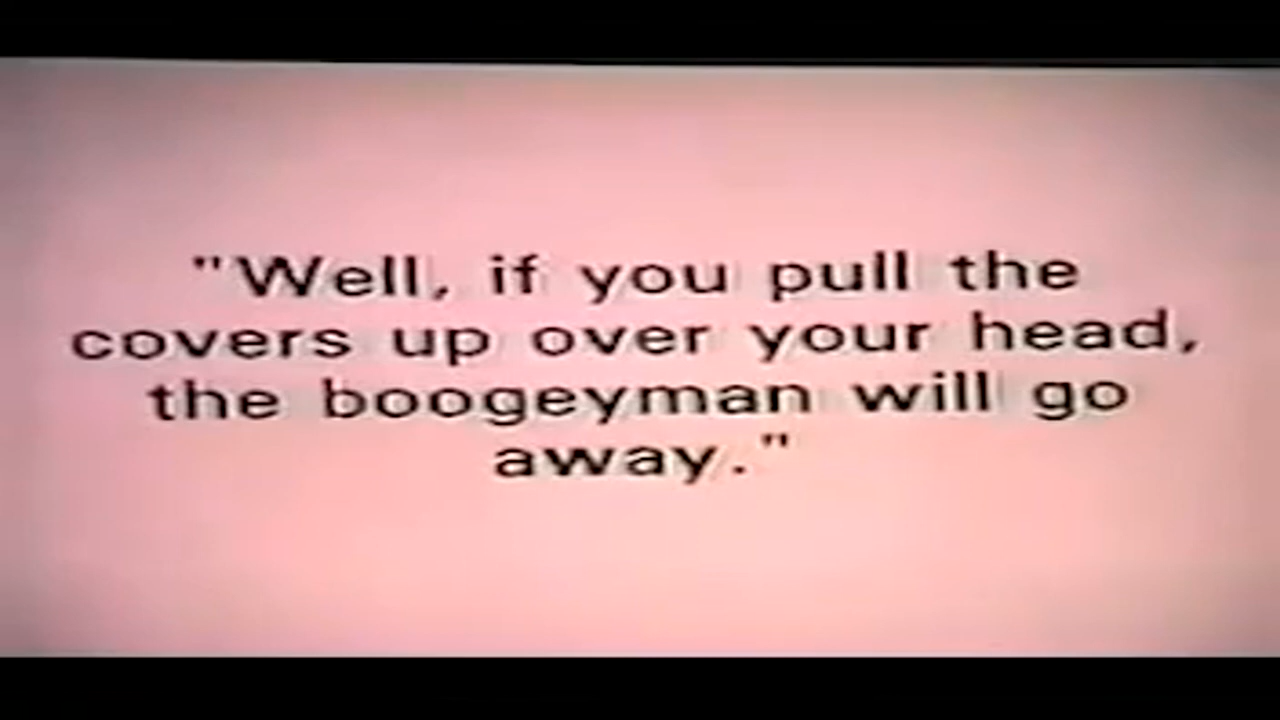 "Well, if you pull the
covers up over your head,
the boogeyman will go
away."